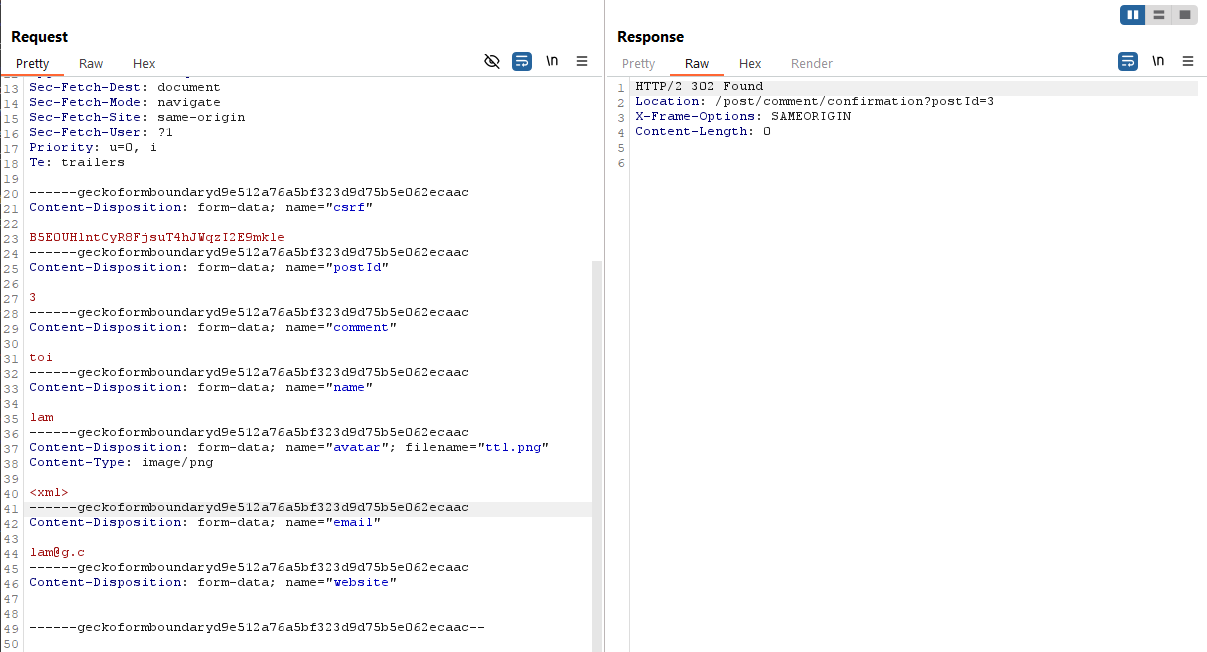 Request
Pretty Raw Hex \n
13 Sec-Fetch-Dest: document
14 Sec-Fetch-Mode: navigate
15 Sec-Fetch-Site: same-origin
16 Sec-Fetch-User: ?1
17 Priority: u=0, i
18 Te: trailers
19
20 ------geckoformboundaryd9e512a76a5bf323d9d75b5e062ecaac
21 Content-Disposition: form-data; name="csrf"
22
23 B5EOUHlntCyR8FjsuT4hJWqzI2E9mkle
24 ------geckoformboundaryd9e512a76a5bf323d9d75b5e062ecaac
25 Content-Disposition: form-data; name="postId"
26
27 3
28 ------geckoformboundaryd9e512a76a5bf323d9d75b5e062ecaac
29 Content-Disposition: form-data; name="comment"
30
31 toi
32 ------geckoformboundaryd9e512a76a5bf323d9d75b5e062ecaac
33 Content-Disposition: form-data; name="name"
34
35 lam
36 ------geckoformboundaryd9e512a76a5bf323d9d75b5e062ecaac
37 Content-Disposition: form-data; name="avatar"; filename="ttl.png"
38 Content-Type: image/png
39
40 <xml>
41 ------geckoformboundaryd9e512a76a5bf323d9d75b5e062ecaac
42 Content-Disposition: form-data; name="email"
43
44 lam@g.c
45 ------geckoformboundaryd9e512a76a5bf323d9d75b5e062ecaac
46 Content-Disposition: form-data; name="website"
47
48
49 ------geckoformboundaryd9e512a76a5bf323d9d75b5e062ecaac--
50
Response
Pretty Raw Hex Render \n
1 HTTP/2 302 Found
2 Location: /post/comment/confirmation?postId=3
3 X-Frame-Options: SAMEORIGIN
4 Content-Length: 0
5
6